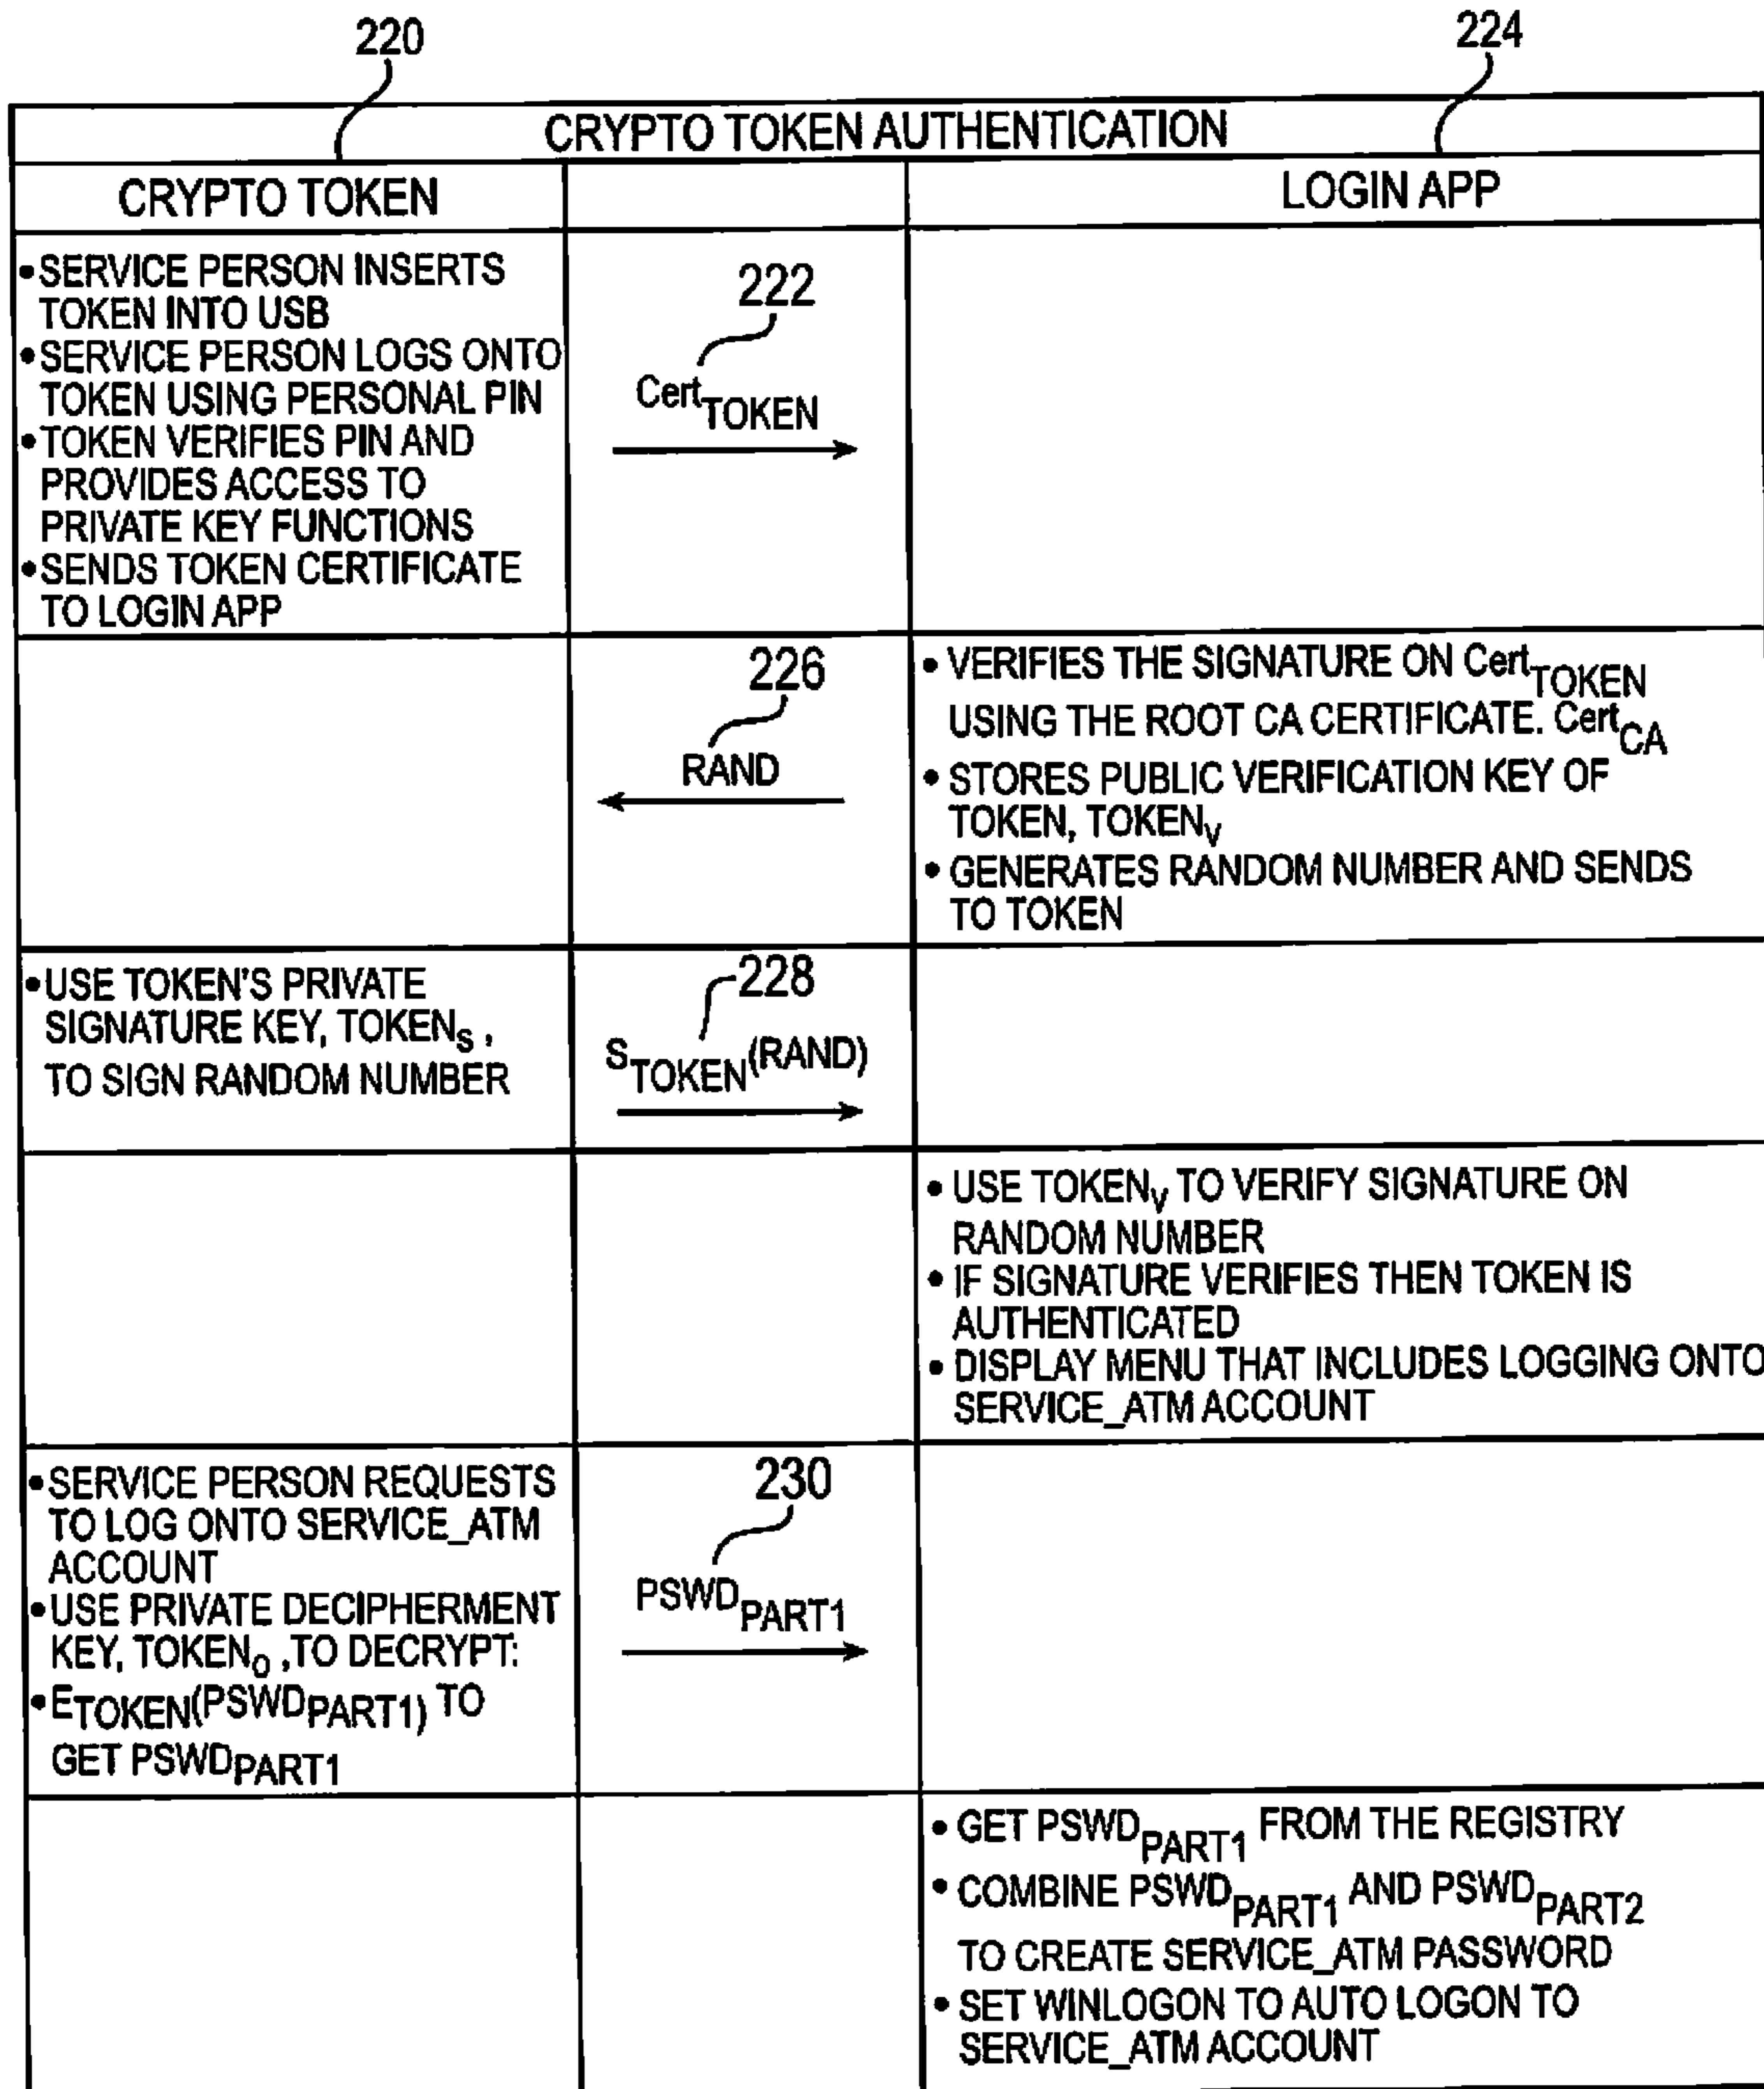 220
224
CRYPTO TOKEN AUTHENTICATION
CRYPTO TOKEN
LOGIN APP
•SERVICE PERSON INSERTS
TOKEN INTO USB
•SERVICE PERSON LOGS ONTO
TOKEN USING PERSONAL PIN
•TOKEN VERIFIES PIN AND
PROVIDES ACCESS TO
PRIVATE KEY FUNCTIONS
•SENDS TOKEN CERTIFICATE
TO LOGIN APP
222
CertTOKEN
226
RAND
• VERIFIES THE SIGNATURE ON CertTOKEN
USING THE ROOT CA CERTIFICATE. CertCA
• STORES PUBLIC VERIFICATION KEY OF
TOKEN, TOKENV
• GENERATES RANDOM NUMBER AND SENDS
TO TOKEN
•USE TOKEN'S PRIVATE
SIGNATURE KEY, TOKENS ,
TO SIGN RANDOM NUMBER
228
STOKEN(RAND)
• USE TOKENV TO VERIFY SIGNATURE ON
RANDOM NUMBER
• IF SIGNATURE VERIFIES THEN TOKEN IS
AUTHENTICATED
• DISPLAY MENU THAT INCLUDES LOGGING ONTO
SERVICE_ATM ACCOUNT
•SERVICE PERSON REQUESTS
TO LOG ONTO SERVICE_ATM
ACCOUNT
•USE PRIVATE DECIPHERMENT
KEY, TOKENO ,TO DECRYPT:
•ETOKEN(PSWDPART1) TO
GET PSWDPART1
230
PSWDPART1
• GET PSWDPART1 FROM THE REGISTRY
• COMBINE PSWDPART1 AND PSWDPART2
TO CREATE SERVICE_ATM PASSWORD
• SET WINLOGON TO AUTO LOGON TO
SERVICE_ATM ACCOUNT